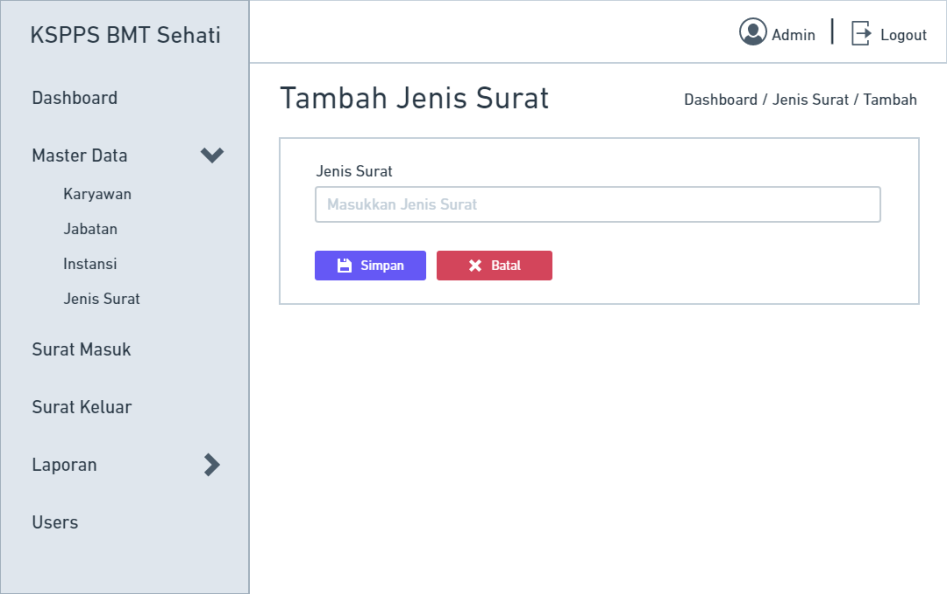 KSPPS BMT Sehati
Admin
Logout
Dashboard
Master Data
Karyawan
Jabatan
Instansi
Jenis Surat
Surat Masuk
Surat Keluar
Laporan
Users
Tambah Jenis Surat
Dashboard / Jenis Surat / Tambah
Jenis Surat
Masukkan Jenis Surat
Simpan
Batal